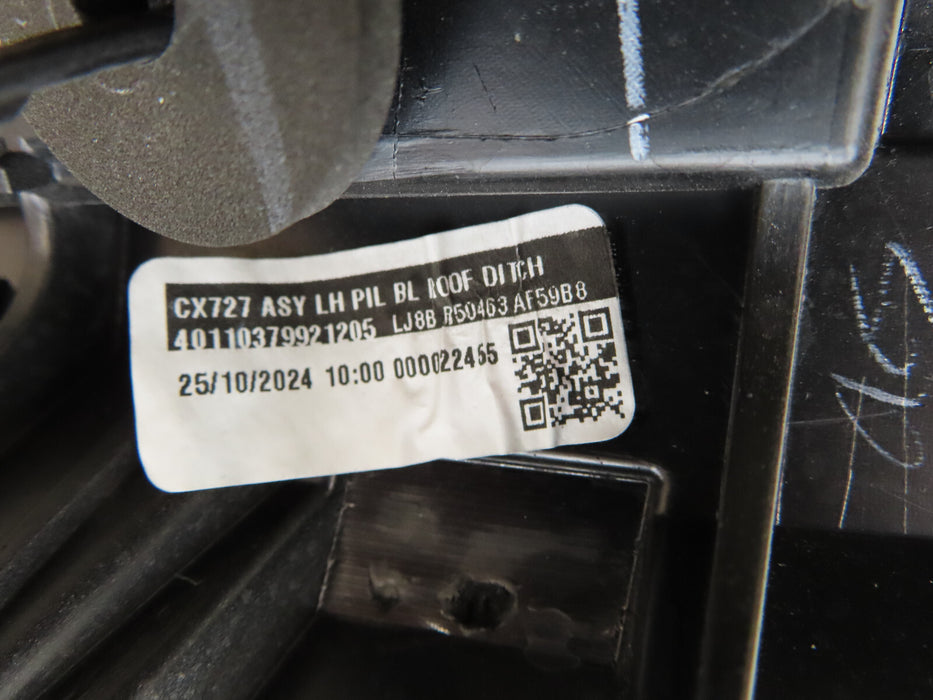 CX727 ASY LH PIL BL ROOF DITCH
40110379921205 LJ8B R50463 AF59B8
25/10/2024 10:00 000022465